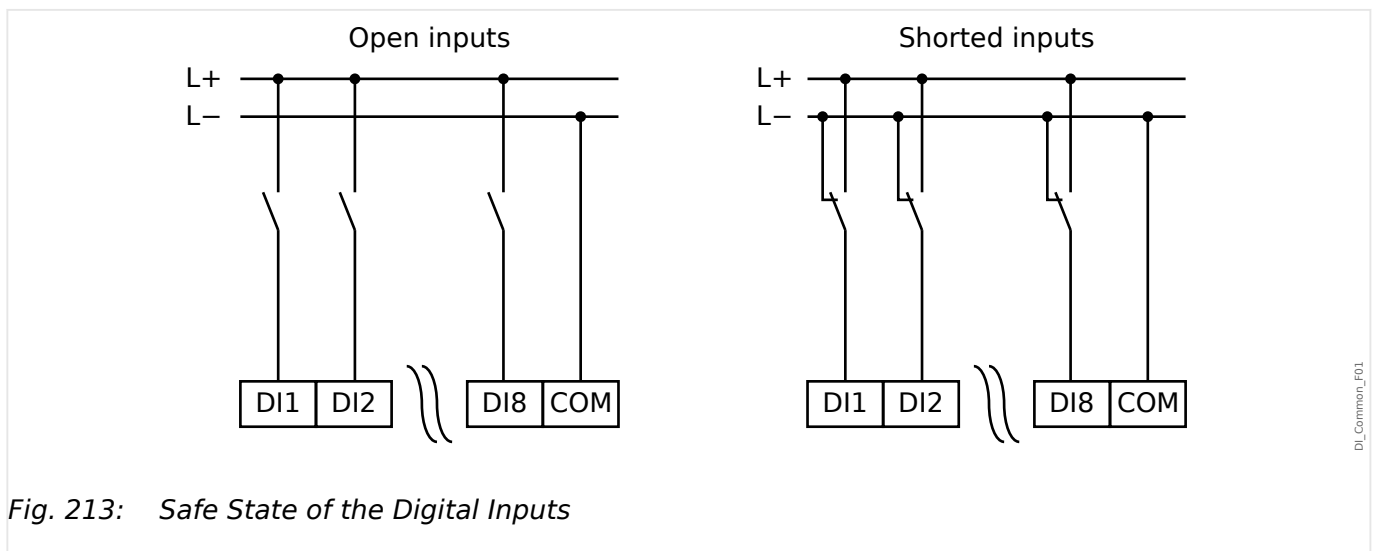 Open inputs
Shorted inputs
L+
L−
L+
L−
DI1 DI2 DI8 COM
DI1 DI2 DI8 COM
DI_Common_F01
Fig. 213: Safe State of the Digital Inputs